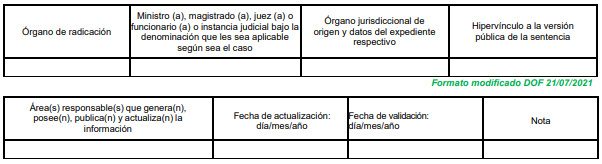 Órgano de radicación
Ministro (a), magistrado (a), juez (a) o
funcionario (a) o instancia judicial bajo la
denominación que les sea aplicable
según sea el caso
Órgano jurisdiccional de
origen y datos del expediente
respectivo
Hipervínculo a la versión
pública de la sentencia
Formato modificado DOF 21/07/2021
Área(s) responsable(s) que genera(n),
posee(n), publica(n) y actualiza(n) la
información
Fecha de actualización:
día/mes/año
Fecha de validación:
día/mes/año
Nota